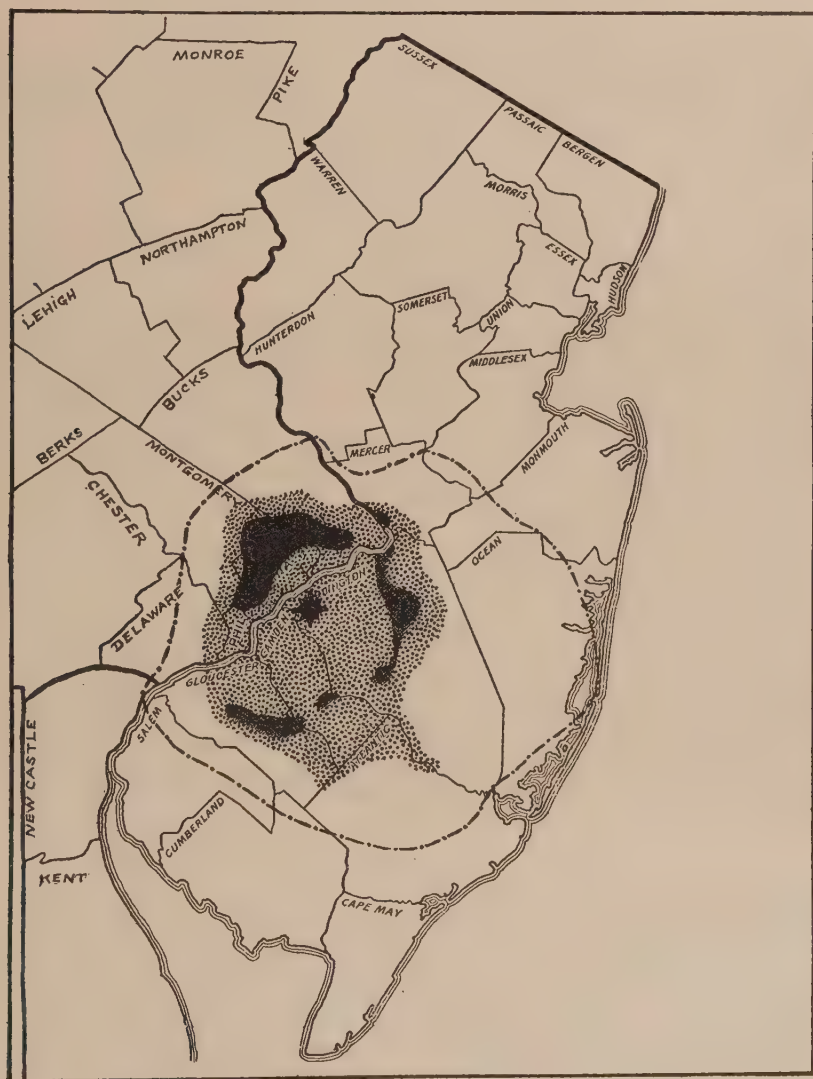 MONROE
PIKE
SUSSEX
PASSAIC
BERGEN
WARREN
MORRIS
NORTHAMPTON
ESSEX
HUDSON
LEHIGH
SOMERSET
UNION
HUNTERDON
MIDDLESEX
BUCKS
BERKS
MONTGOMERY
MERCER
MONMOUTH
CHESTER
OCEAN
DELAWARE
GLOUCESTER
SALEM
ATLANTIC
NEW CASTLE
CUMBERLAND
KENT
CAPE MAY